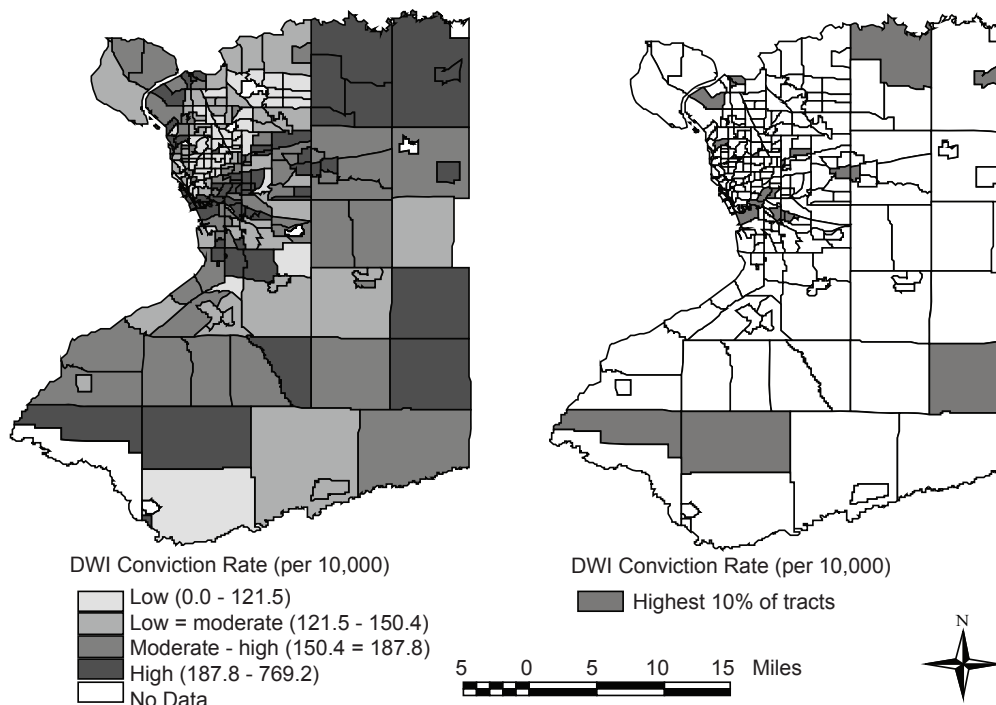 DWI Conviction Rate (per 10,000)
Low (0.0 - 121.5)
Low = moderate (121.5 - 150.4)
Moderate - high (150.4 = 187.8)
High (187.8 - 769.2)
No Data
DWI Conviction Rate (per 10,000)
Highest 10% of tracts
5 0 5 10 15 Miles
N